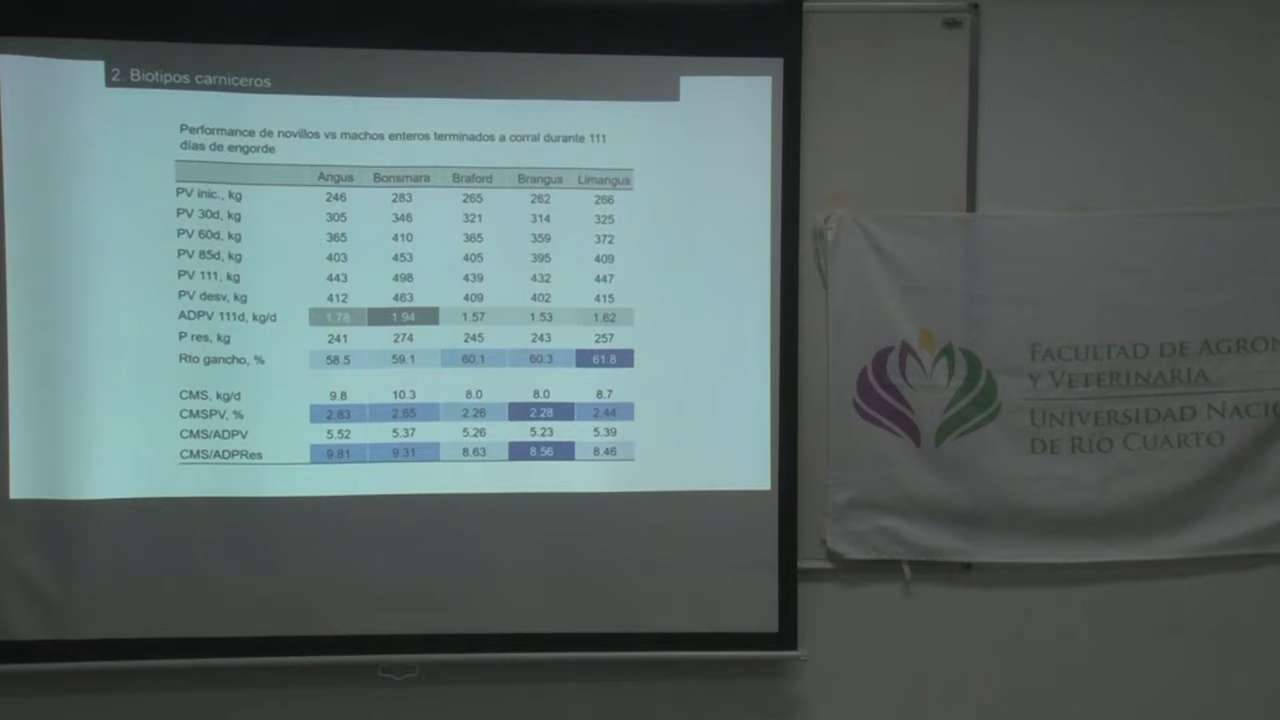 2. Biotipos carniceros
Performance de novillos vs machos enteros terminados a corral durante 111
días de engorde
Angus Bonsmara Braford Brangus Limangus
PV inic., kg 246 283 265 262 266
PV 30d, kg 305 346 321 314 325
PV 60d, kg 365 410 365 359 372
PV 85d, kg 403 453 405 395 409
PV 111, kg 443 498 439 432 447
PV desv, kg 412 463 409 402 415
ADPV 111d, kg/d 1.78 1.94 1.57 1.53 1.62
P res, kg 241 274 245 243 257
Rto gancho, % 58.5 59.1 60.1 60.3 61.8
CMS, kg/d 9.8 10.3 8.0 8.0 8.7
CMSPV, % 2.83 2.65 2.26 2.28 2.44
CMS/ADPV 5.52 5.37 5.26 5.23 5.39
CMS/ADPRes 9.81 9.31 8.63 8.56 8.46
FACULTAD DE AGRON
Y VETERINARIA
UNIVERSIDAD NACIO
DE RÍO CUARTO